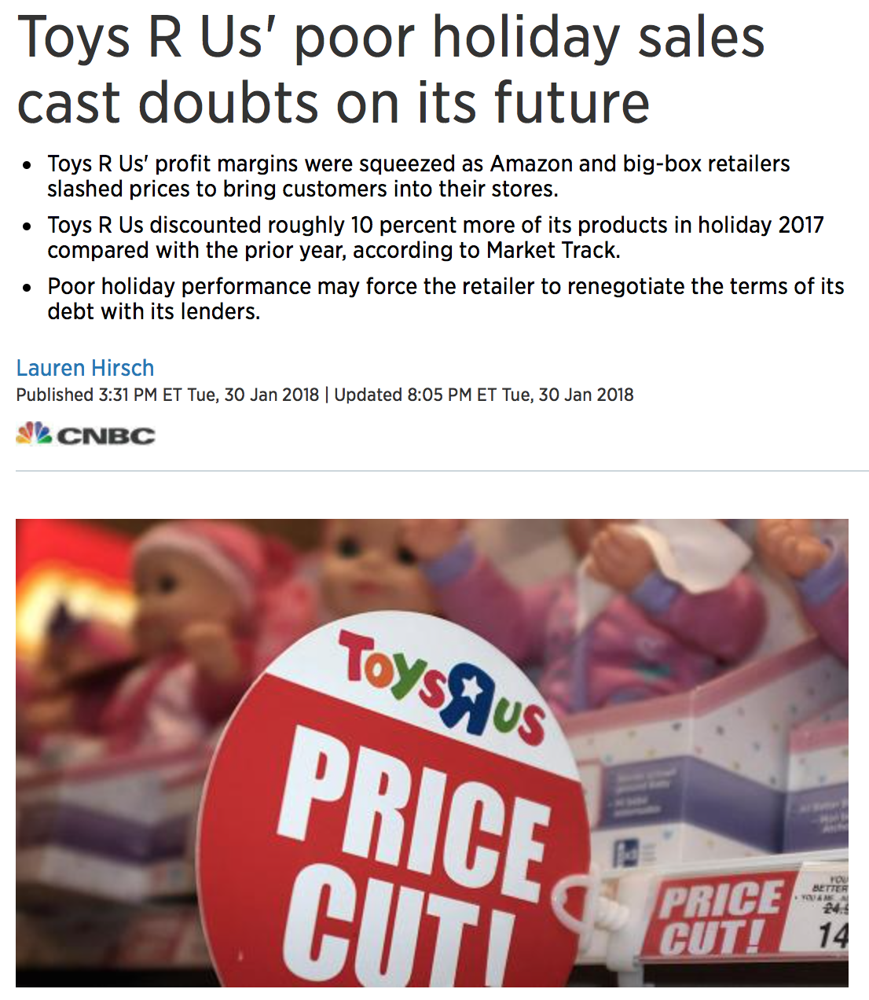 Toys R Us' poor holiday sales
cast doubts on its future
• Toys R Us' profit margins were squeezed as Amazon and big-box retailers
slashed prices to bring customers into their stores.
• Toys R Us discounted roughly 10 percent more of its products in holiday 2017
compared with the prior year, according to Market Track.
• Poor holiday performance may force the retailer to renegotiate the terms of its
debt with its lenders.
Lauren Hirsch
Published 3:31 PM ET Tue, 30 Jan 2018 | Updated 8:05 PM ET Tue, 30 Jan 2018
CNBC
TOYS R US
PRICE
CUT!
PRICE
CUT!
YOU
BETTER
YOU & ME
24.9
14